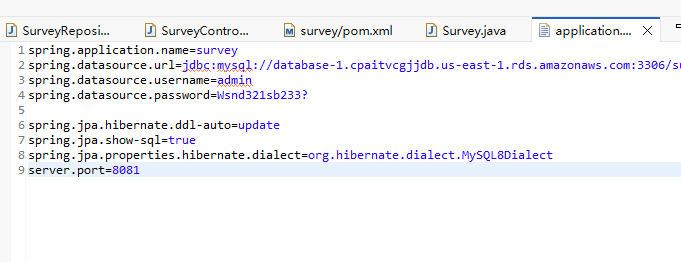 SurveyReposi... SurveyContro... survey/pom.xml Survey.java application....
1 spring.application.name=survey
2 spring.datasource.url=jdbc:mysql://database-1.cpaitvcgjjdb.us-east-1.rds.amazonaws.com:3306/su
3 spring.datasource.username=admin
4 spring.datasource.password=Wsnd321sb233?
5
6 spring.jpa.hibernate.ddl-auto=update
7 spring.jpa.show-sql=true
8 spring.jpa.properties.hibernate.dialect=org.hibernate.dialect.MySQL8Dialect
9 server.port=8081